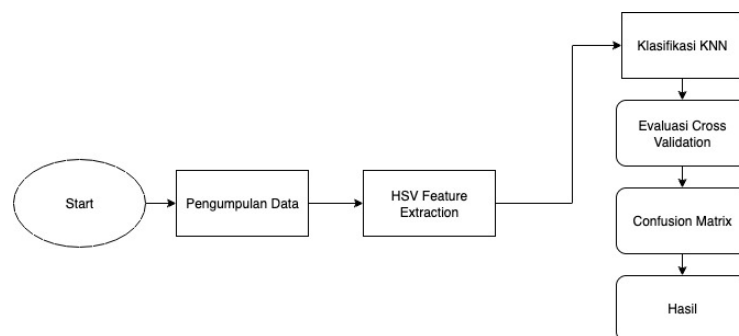 Start
Pengumpulan Data
HSV Feature
Extraction
Klasifikasi KNN
Evaluasi Cross
Validation
Confusion Matrix
Hasil